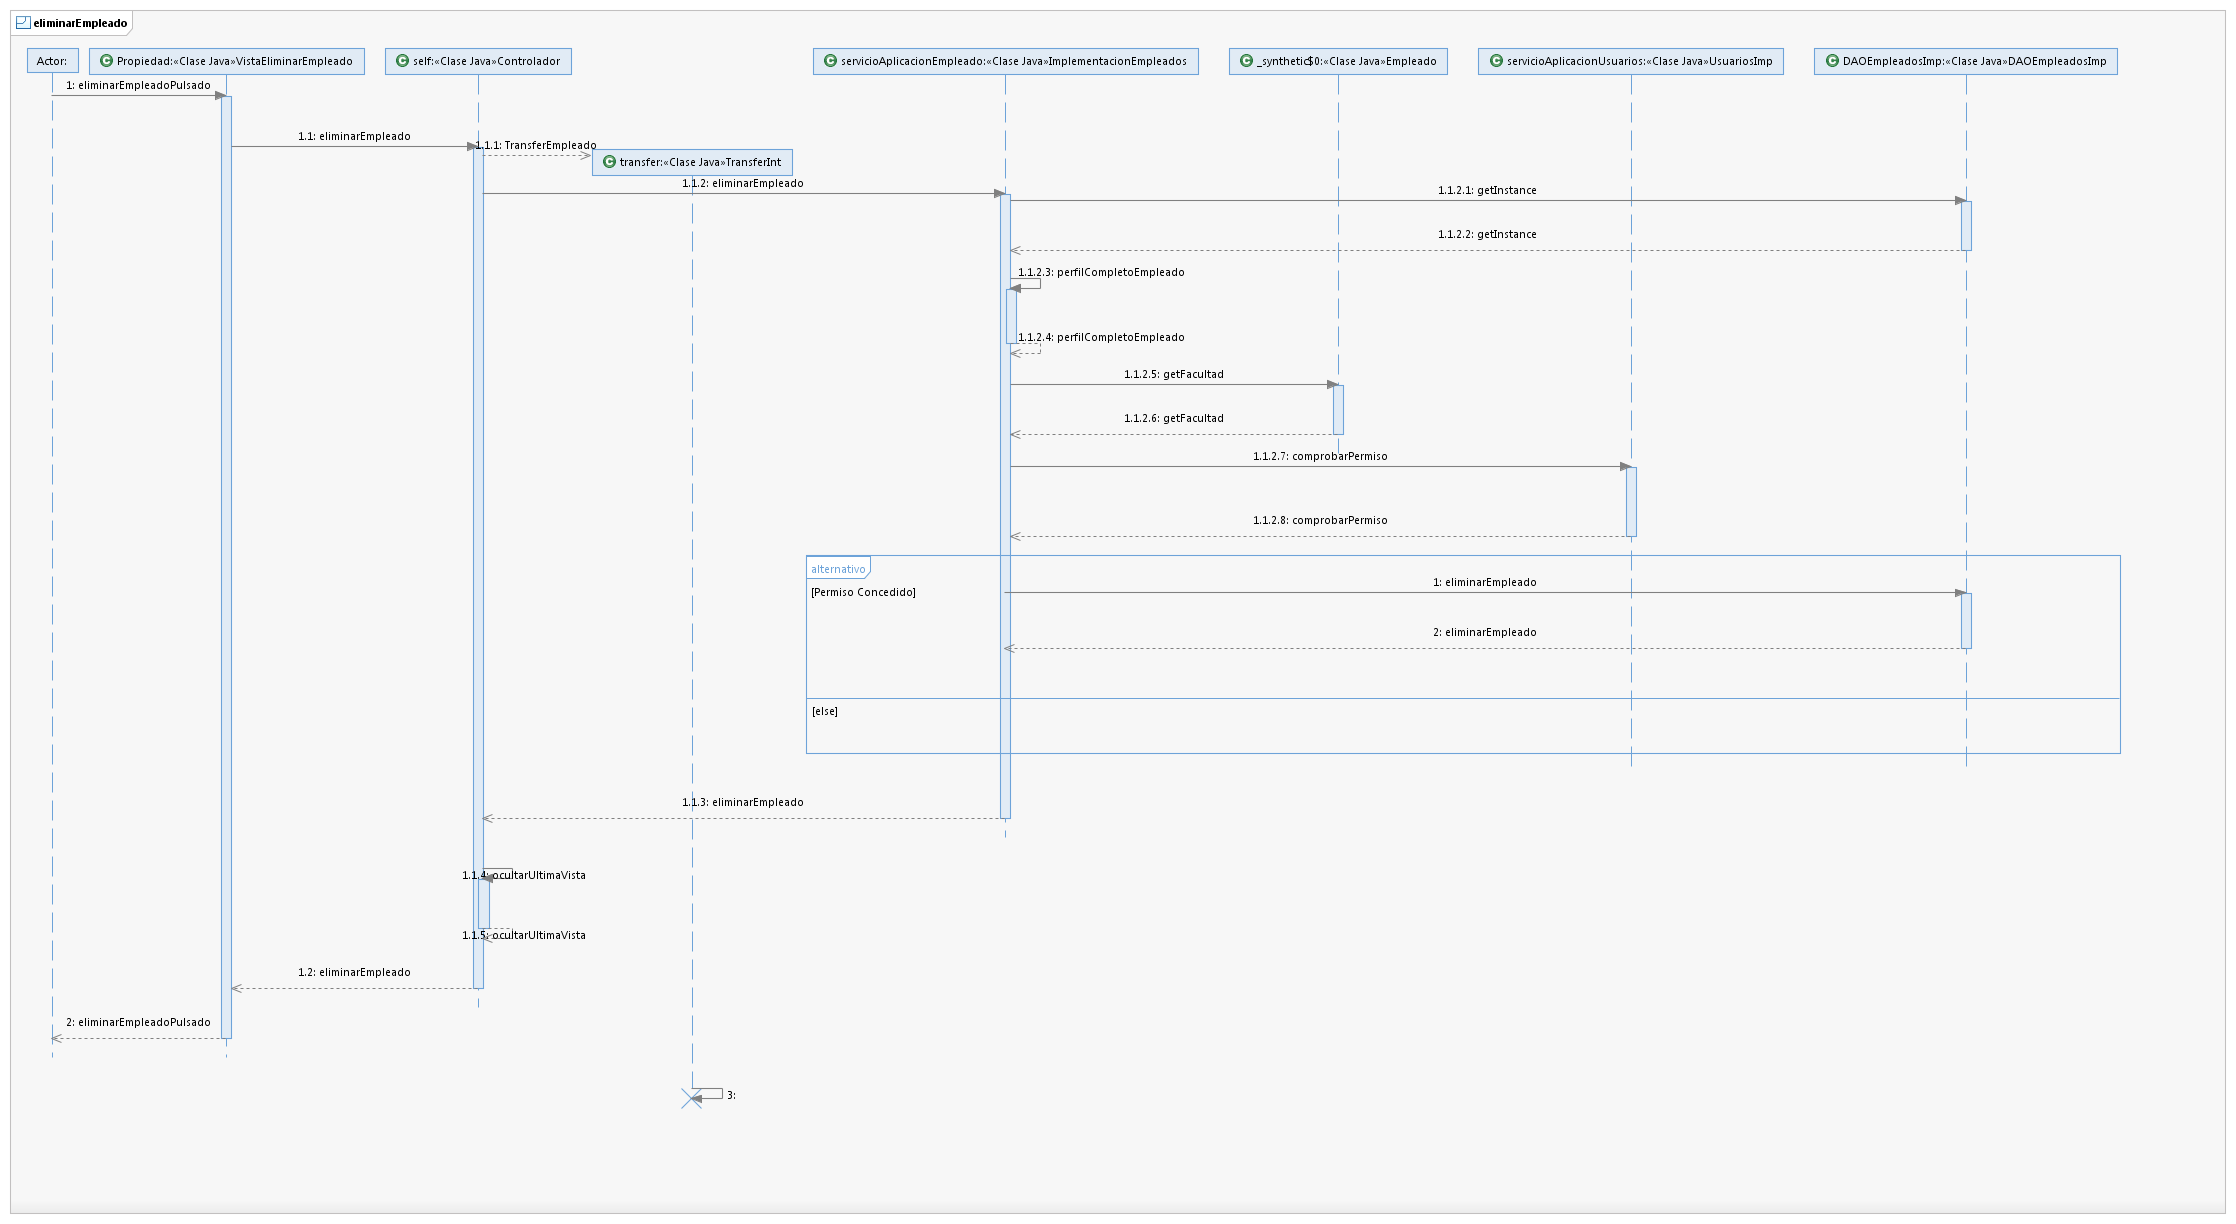 eliminarEmpleado
Actor:
Propiedad:«Clase Java»VistaEliminarEmpleado
self:«Clase Java»Controlador
servicioAplicacionEmpleado:«Clase Java»ImplementacionEmpleados
_synthetic$0:«Clase Java»Empleado
servicioAplicacionUsuarios:«Clase Java»UsuariosImp
DAOEmpleadosImp:«Clase Java»DAOEmpleadosImp
1: eliminarEmpleadoPulsado
1.1: eliminarEmpleado
1.1.1: TransferEmpleado
transfer:«Clase Java»TransferInt
1.1.2: eliminarEmpleado
1.1.2.1: getInstance
1.1.2.2: getInstance
1.1.2.3: perfilCompletoEmpleado
1.1.2.4: perfilCompletoEmpleado
1.1.2.5: getFacultad
1.1.2.6: getFacultad
1.1.2.7: comprobarPermiso
1.1.2.8: comprobarPermiso
alternativo
[Permiso Concedido]
1: eliminarEmpleado
2: eliminarEmpleado
[else]
1.1.3: eliminarEmpleado
1.1.4: ocultarUltimaVista
1.1.5: ocultarUltimaVista
1.2: eliminarEmpleado
2: eliminarEmpleadoPulsado
3: